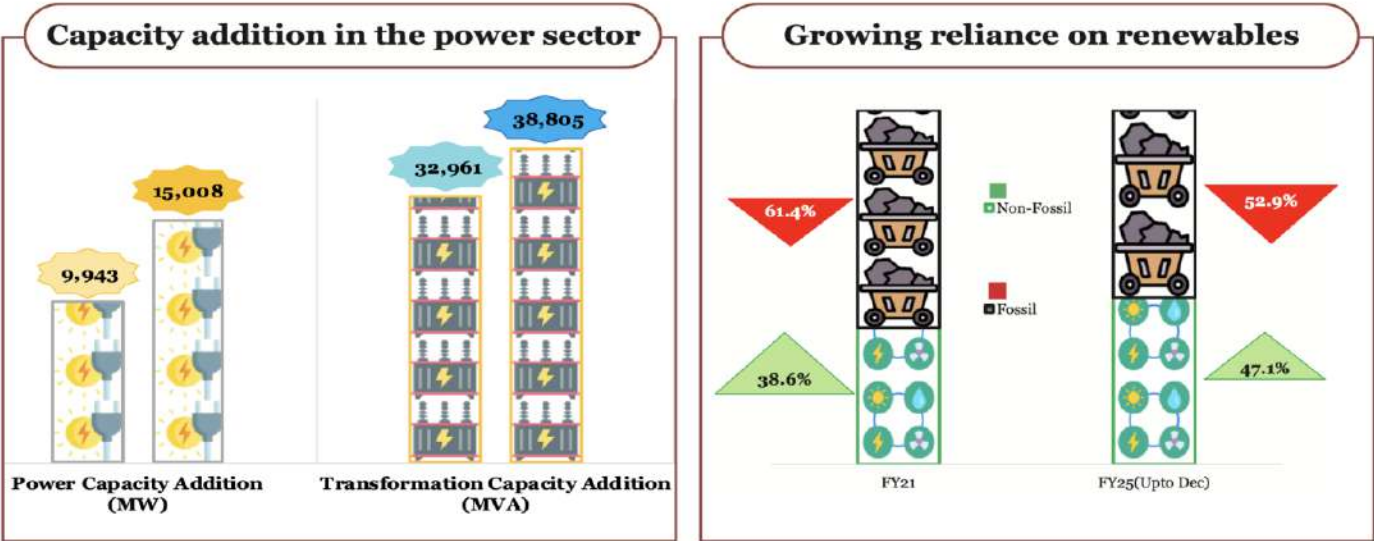 Capacity addition in the power sector
9,943
15,008
32,961
38,805
Power Capacity Addition
(MW)
Transformation Capacity Addition
(MVA)
Growing reliance on renewables
61.4%
38.6%
Non-Fossil
Fossil
52.9%
47.1%
FY21
FY25(Upto Dec)